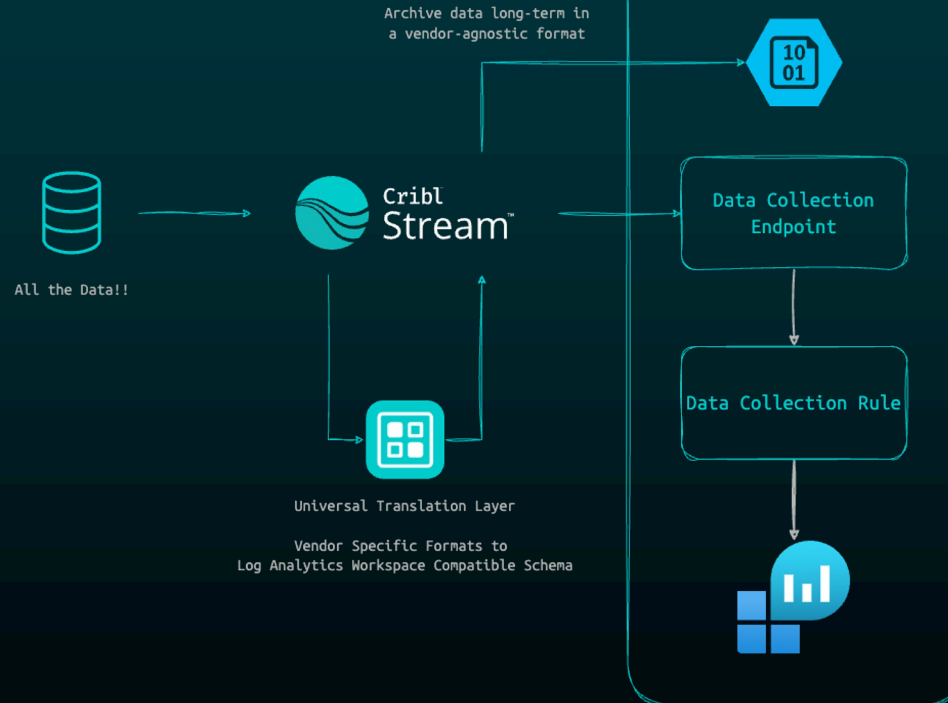 Archive data long-term in
a vendor-agnostic format
10
01
Cribl
Stream™
Data Collection
Endpoint
All the Data!!
Data Collection Rule
Universal Translation Layer
Vendor Specific Formats to
Log Analytics Workspace Compatible Schema